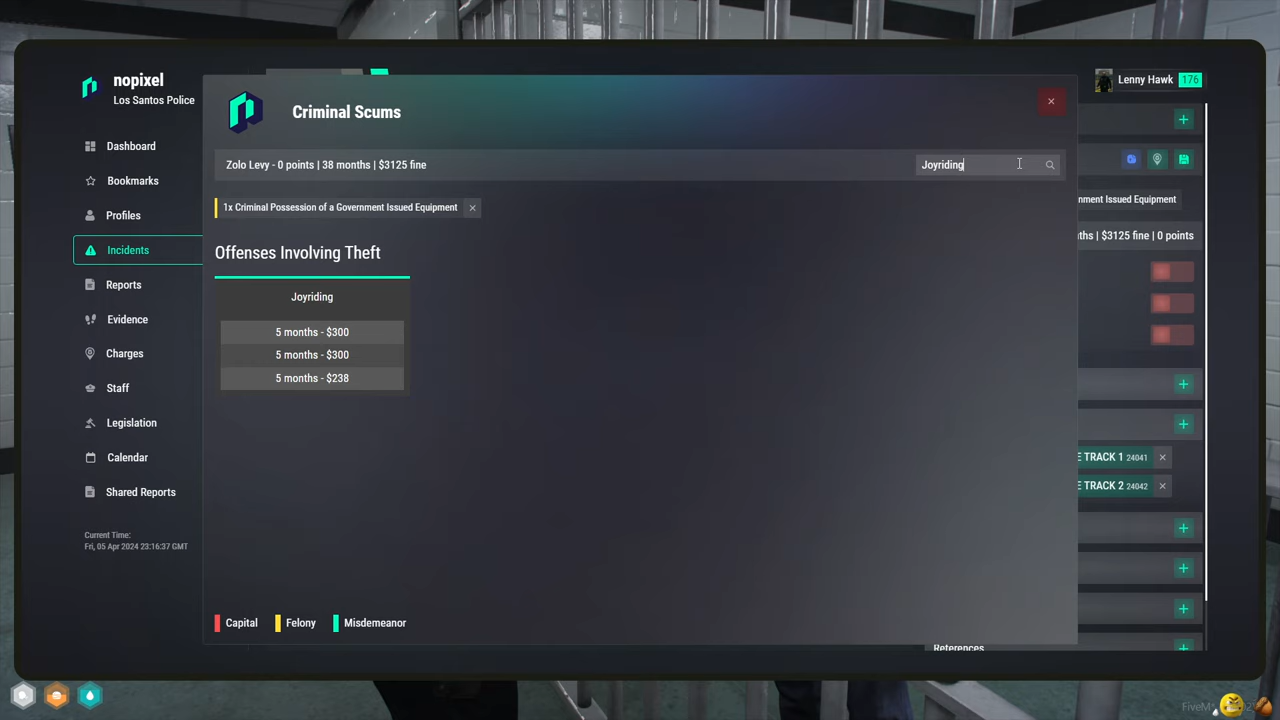 nopixel
Los Santos Police
Dashboard
Bookmarks
Profiles
Incidents
Reports
Evidence
Charges
Staff
Legislation
Calendar
Shared Reports
Current Time:
Fri, 05 Apr 2024 23:16:37 GMT
Criminal Scums
×
Zolo Levy - 0 points | 38 months | $3125 fine
Joyriding
1x Criminal Possession of a Government Issued Equipment ×
Offenses Involving Theft
Joyriding
5 months - $300
5 months - $300
5 months - $238
Capital
Felony
Misdemeanor
Lenny Hawk 176
+
nment Issued Equipment
ths | $3125 fine | 0 points
+
+
E TRACK 1 24041 ×
E TRACK 2 24042 ×
+
+
+
+
References